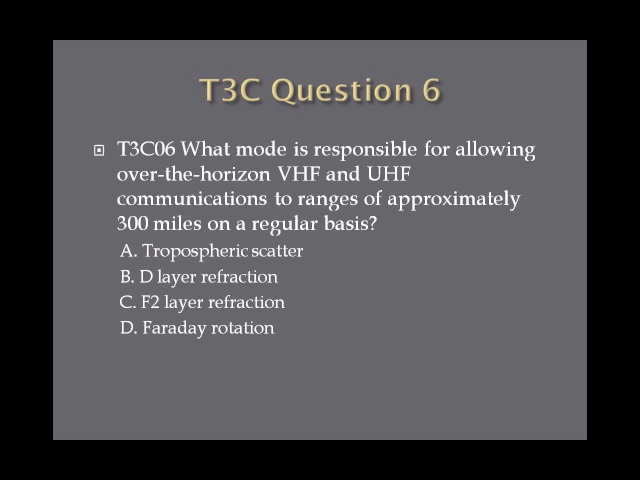 T3C Question 6
T3C06 What mode is responsible for allowing
over-the-horizon VHF and UHF
communications to ranges of approximately
300 miles on a regular basis?
A. Tropospheric scatter
B. D layer refraction
C. F2 layer refraction
D. Faraday rotation